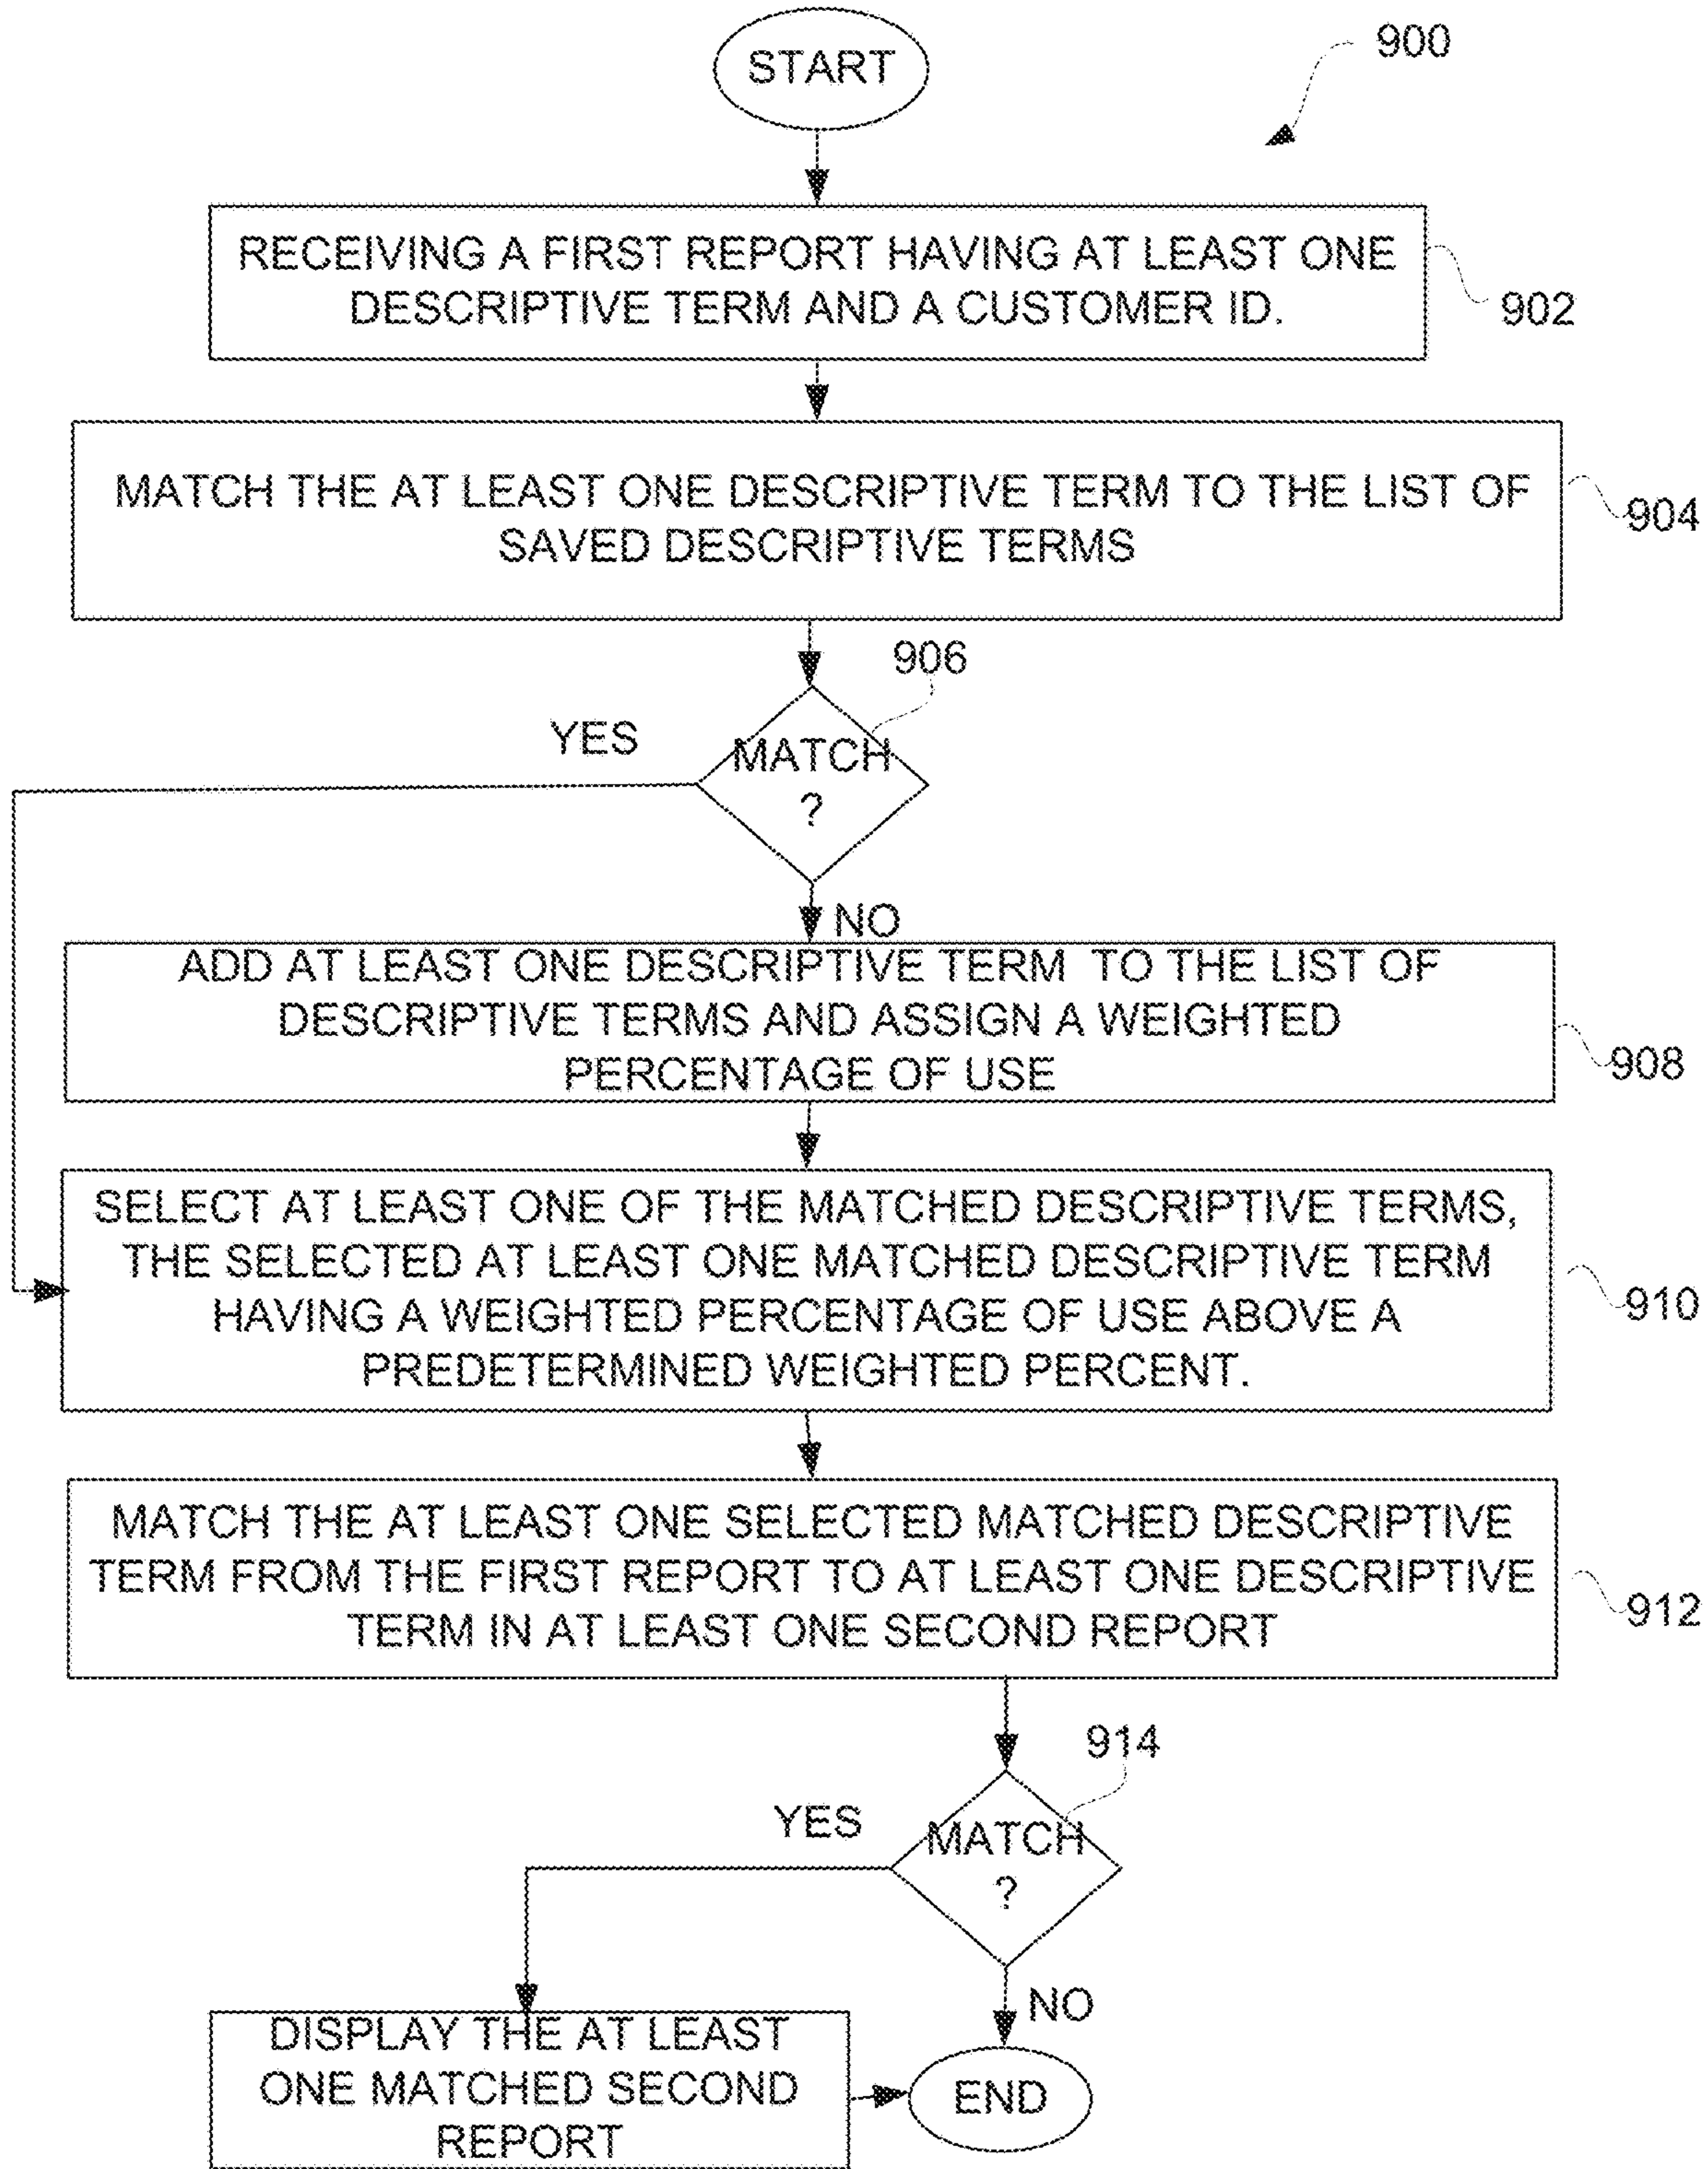 START
900
RECEIVING A FIRST REPORT HAVING AT LEAST ONE
DESCRIPTIVE TERM AND A CUSTOMER ID.
902
MATCH THE AT LEAST ONE DESCRIPTIVE TERM TO THE LIST OF
SAVED DESCRIPTIVE TERMS
904
906
YES
MATCH
?
NO
ADD AT LEAST ONE DESCRIPTIVE TERM TO THE LIST OF
DESCRIPTIVE TERMS AND ASSIGN A WEIGHTED
PERCENTAGE OF USE
908
SELECT AT LEAST ONE OF THE MATCHED DESCRIPTIVE TERMS,
THE SELECTED AT LEAST ONE MATCHED DESCRIPTIVE TERM
HAVING A WEIGHTED PERCENTAGE OF USE ABOVE A
PREDETERMINED WEIGHTED PERCENT.
910
MATCH THE AT LEAST ONE SELECTED MATCHED DESCRIPTIVE
TERM FROM THE FIRST REPORT TO AT LEAST ONE DESCRIPTIVE
TERM IN AT LEAST ONE SECOND REPORT
912
914
YES
MATCH
?
NO
DISPLAY THE AT LEAST
ONE MATCHED SECOND
REPORT
END